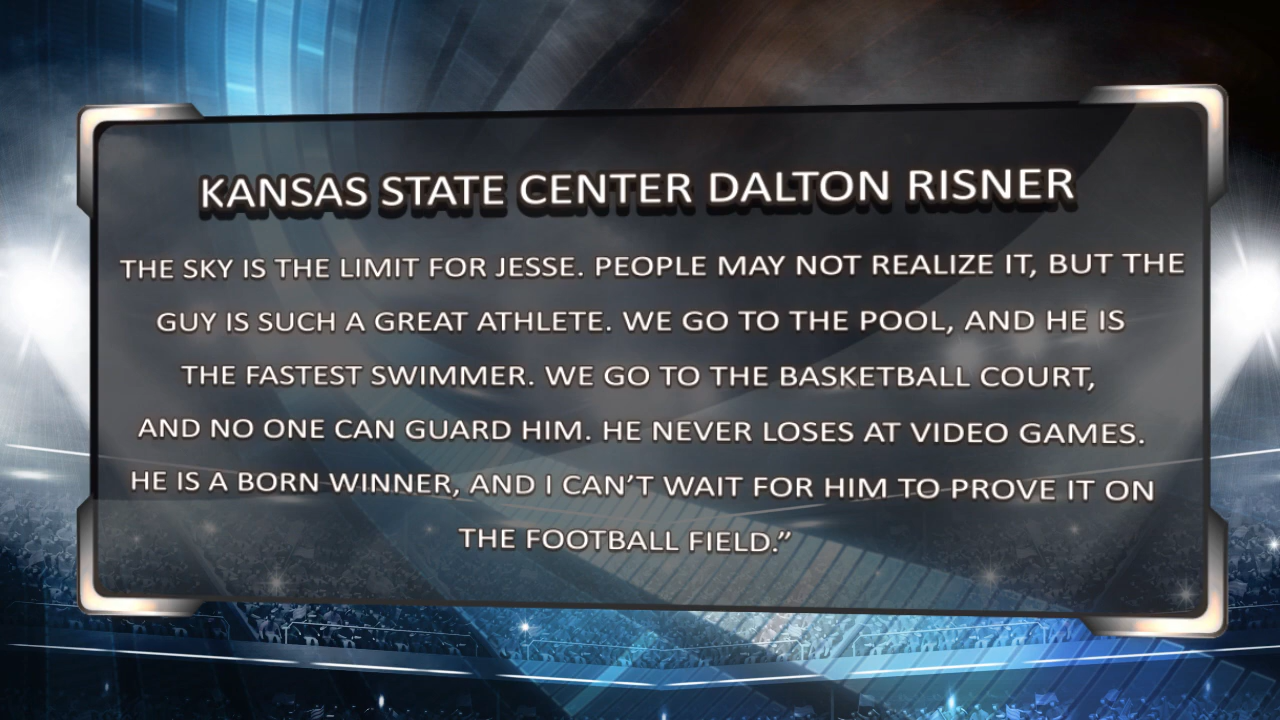 KANSAS STATE CENTER DALTON RISNER
THE SKY IS THE LIMIT FOR JESSE. PEOPLE MAY NOT REALIZE IT, BUT THE
GUY IS SUCH A GREAT ATHLETE. WE GO TO THE POOL, AND HE IS
THE FASTEST SWIMMER. WE GO TO THE BASKETBALL COURT,
AND NO ONE CAN GUARD HIM. HE NEVER LOSES AT VIDEO GAMES.
HE IS A BORN WINNER, AND I CAN’T WAIT FOR HIM TO PROVE IT ON
THE FOOTBALL FIELD.”